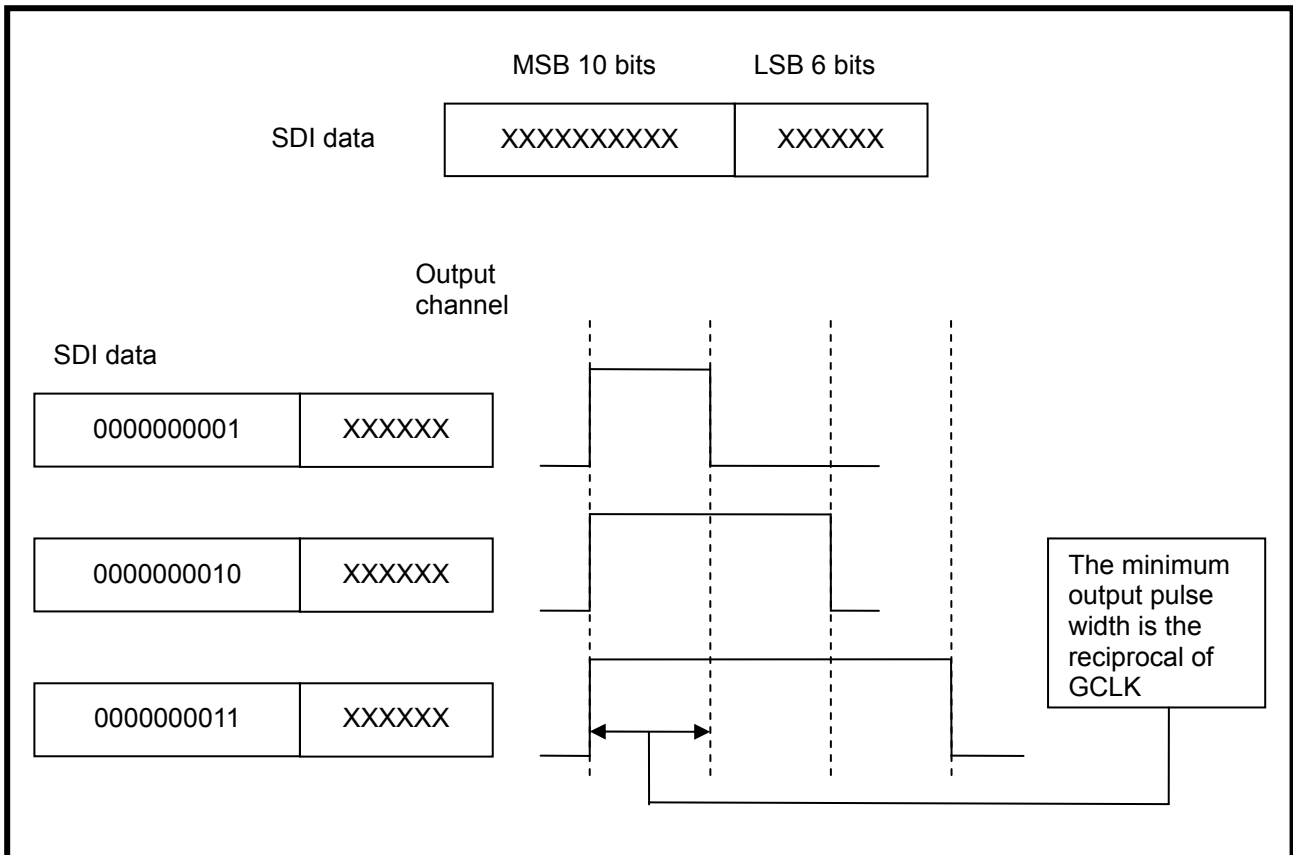 MSB 10 bits LSB 6 bits
SDI data XXXXXXXXXX XXXXXX
Output
channel
SDI data
0000000001 XXXXXX
0000000010 XXXXXX
0000000011 XXXXXX
The minimum
output pulse
width is the
reciprocal of
GCLK